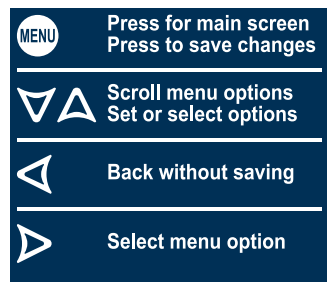 MENU
Press for main screen
Press to save changes
Scroll menu options
Set or select options
Back without saving
Select menu option